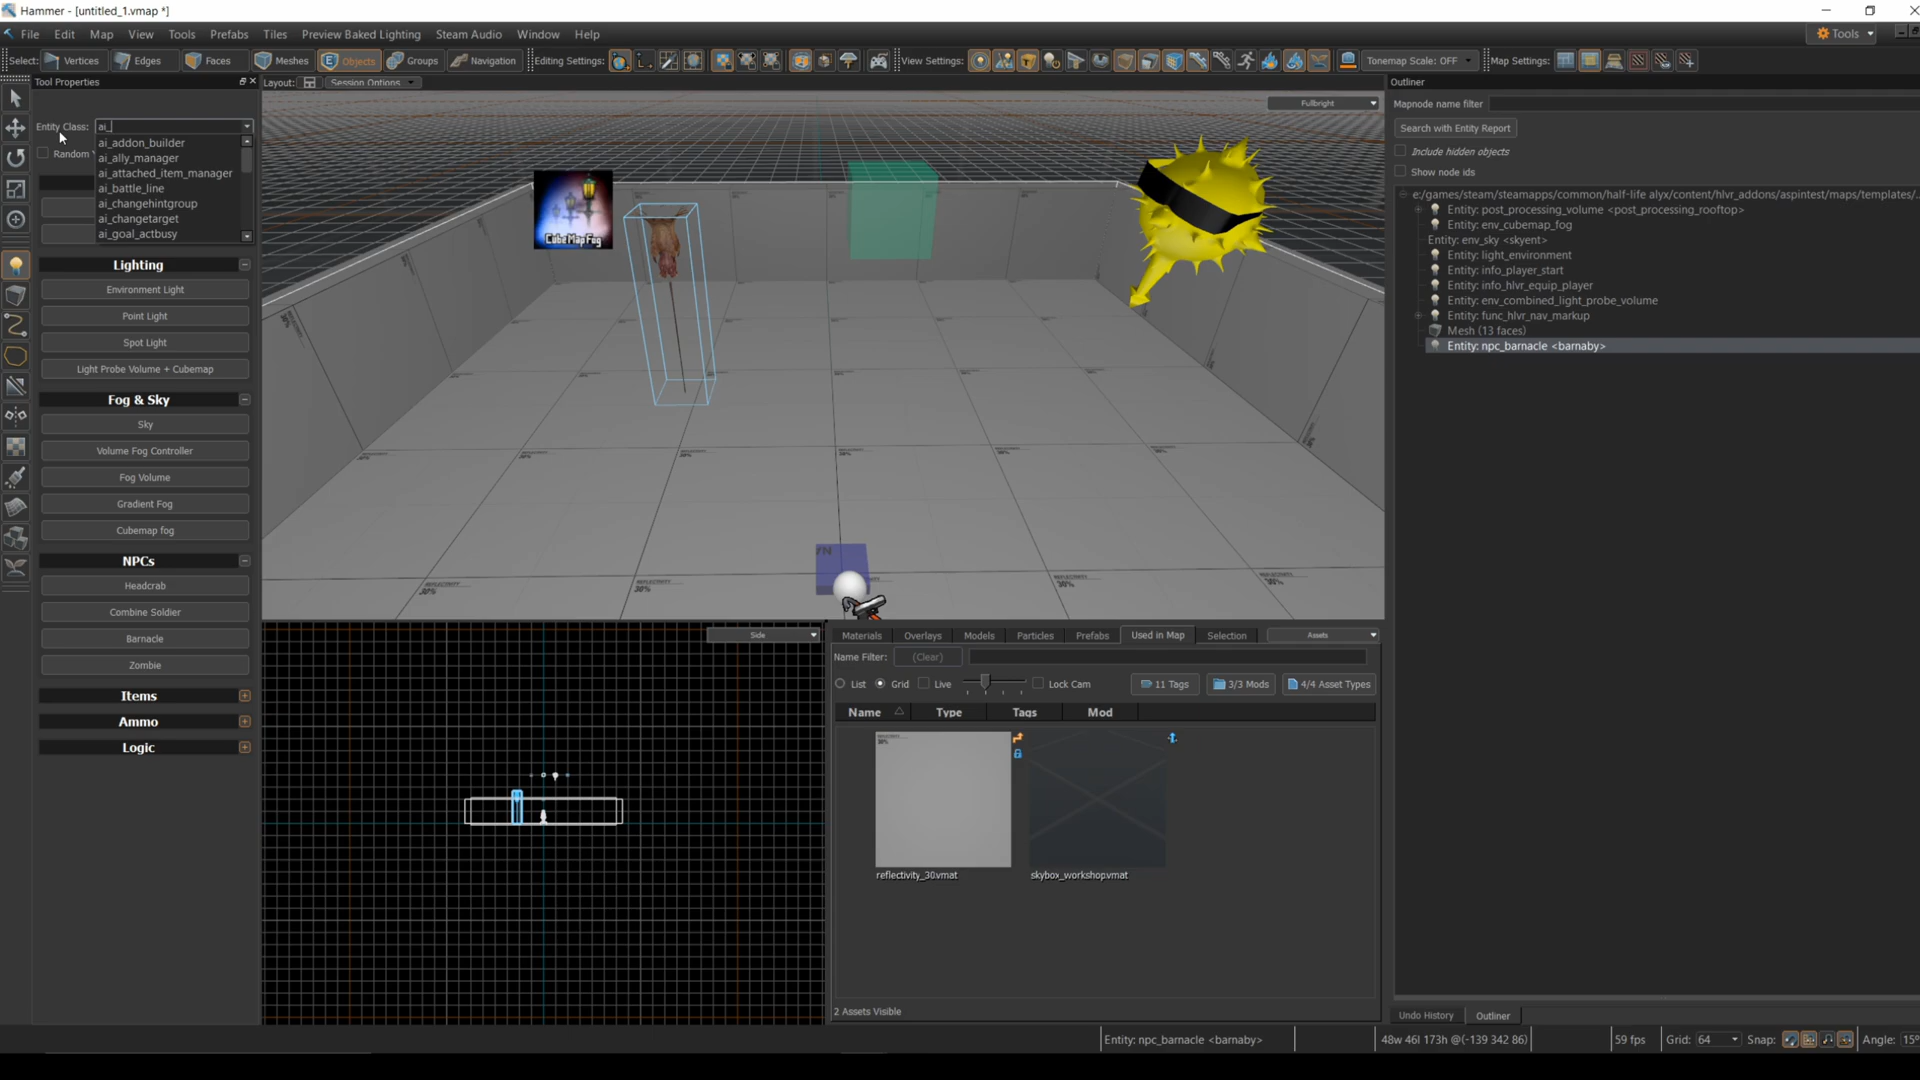 Hammer - [untitled_1.vmap *]
File Edit Map View Tools Prefabs Tiles Preview Baked Lighting Steam Audio Window Help Tools
Select: Vertices Edges Faces Meshes Objects Groups Navigation Editing Settings: View Settings: Tonemap Scale: OFF Map Settings:
Tool Properties
Layout: Session Options
Outliner
Fullbright
Mapnode name filter
Entity Class: ai_
Search with Entity Report
ai_addon_builder
Random
ai_ally_manager
Include hidden objects
ai_attached_item_manager
Show node ids
ai_battle_line
e:/games/steam/steamapps/common/half-life alyx/content/hlvr_addons/aspintest/maps/templates/...
ai_changehintgroup
Entity: post_processing_volume <post_processing_rooftop>
ai_changetarget
Entity: env_cubemap_fog
ai_goal_actbusy
Entity: env_sky <skyent>
CubeMap Fog
Entity: light_environment
Entity: info_player_start
Entity: info_hlvr_equip_player
Entity: env_combined_light_probe_volume
Entity: func_hlvr_nav_markup
Mesh (13 faces)
Entity: npc_barnacle <barnaby>
Lighting
Environment Light
Point Light
Spot Light
Light Probe Volume + Cubemap
Fog & Sky
Sky
Volume Fog Controller
Fog Volume
Gradient Fog
Cubemap fog
NPCs
Headcrab
Combine Soldier
Barnacle
Zombie
Items
Ammo
Logic
REFLECTIVITY
30%
Side
Materials Overlays Models Particles Prefabs Used in Map Selection Assets
Name Filter: (Clear)
List Grid Live Lock Cam 11 Tags 3/3 Mods 4/4 Asset Types
Name Type Tags Mod
reflectivity_30.vmat
skybox_workshop.vmat
2 Assets Visible
Undo History Outliner
Entity: npc_barnacle <barnaby> 48w 46l 173h @(-139 342 86) 59 fps Grid: 64 Snap: Angle: 15°